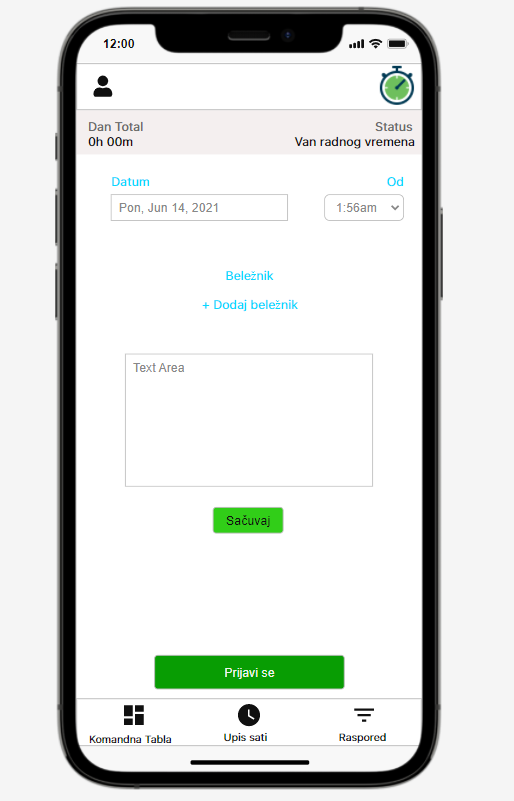 12:00
Dan Total Status
0h 00m Van radnog vremena
Datum Od
Pon, Jun 14, 2021 1:56am
Beležnik
+ Dodaj beležnik
Text Area
Sačuvaj
Prijavi se
Komandna Tabla Upis sati Raspored